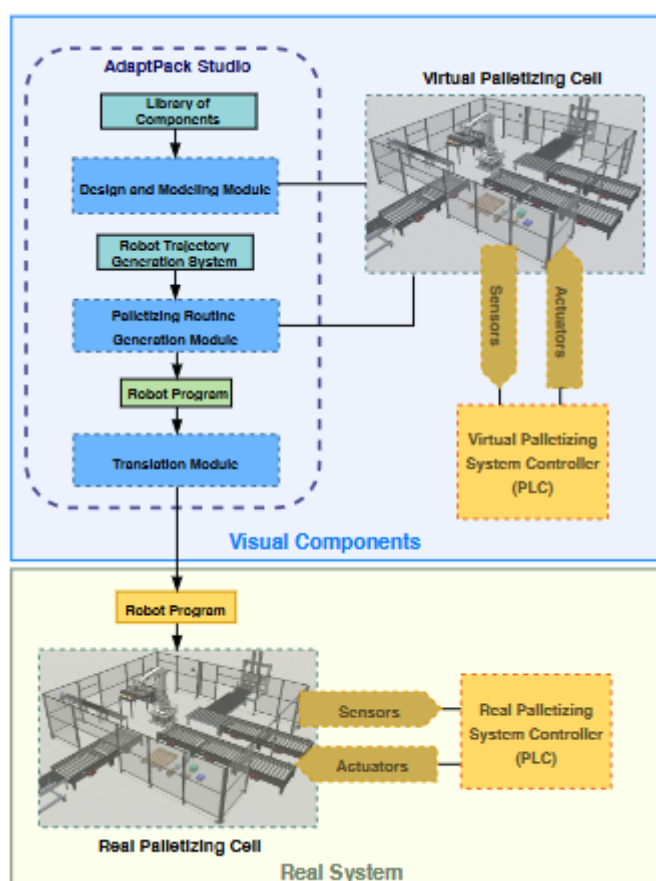 AdaptPack Studio
Library of
Components
Design and Modeling Module
Robot Trajectory
Generation System
Palletizing Routine
Generation Module
Robot Program
Translation Module
Virtual Palletizing Cell
Sensors
Actuators
Virtual Palletizing
System Controller
(PLC)
Visual Components
Robot Program
Real Palletizing Cell
Sensors
Actuators
Real Palletizing
System Controller
(PLC)
Real System